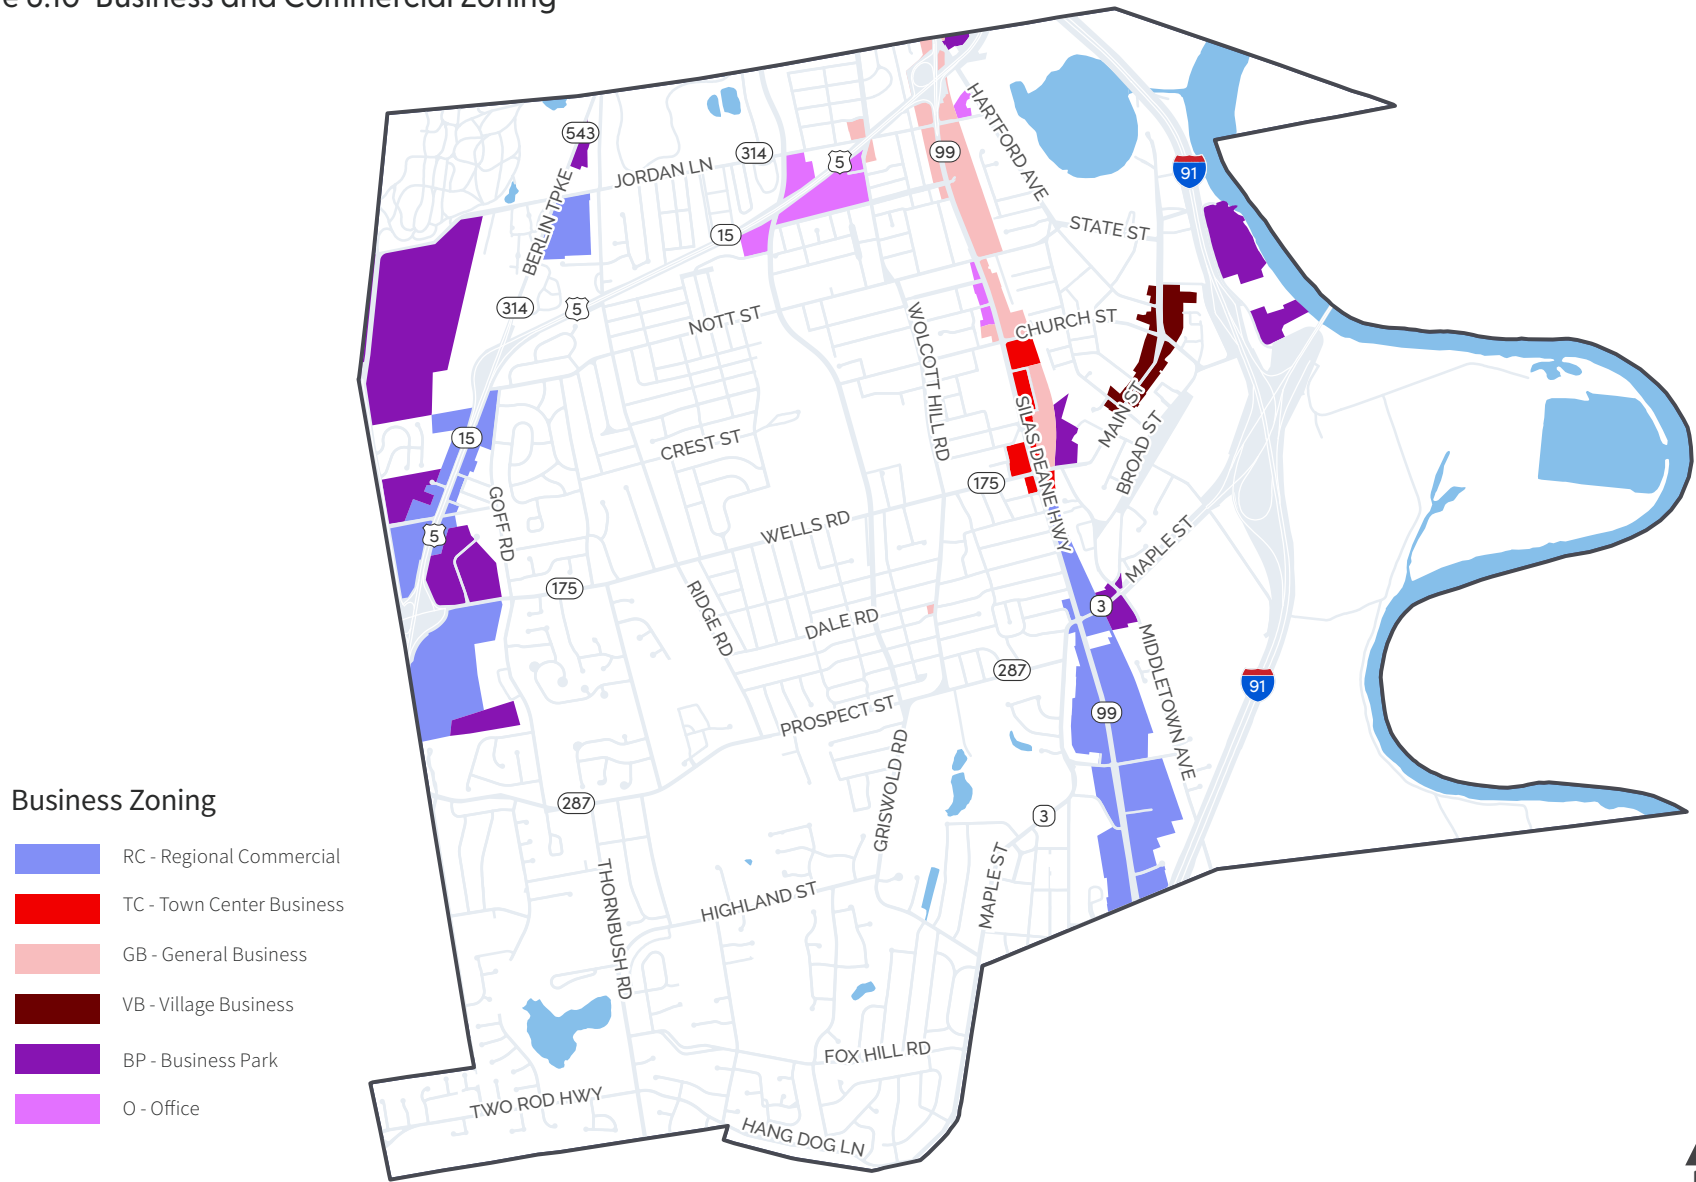 6.10 Business and Commercial Zoning
HARTFORD AVE
543
314
5
99
91
JORDAN LN
BERLIN TPKE
STATE ST
15
314
5
NOTT ST
WOLCOTT HILL RD
CHURCH ST
15
CREST ST
SILAS DEANE HWY
MAIN ST
BROAD ST
175
GOFF RD
5
WELLS RD
MAPLE ST
175
RIDGE RD
DALE RD
3
MIDDLETOWN AVE
287
91
PROSPECT ST
99
GRISWOLD RD
287
3
Business Zoning
RC - Regional Commercial
TC - Town Center Business
GB - General Business
VB - Village Business
BP - Business Park
O - Office
THORNBUSH RD
HIGHLAND ST
MAPLE ST
FOX HILL RD
TWO ROD HWY
HANG DOG LN